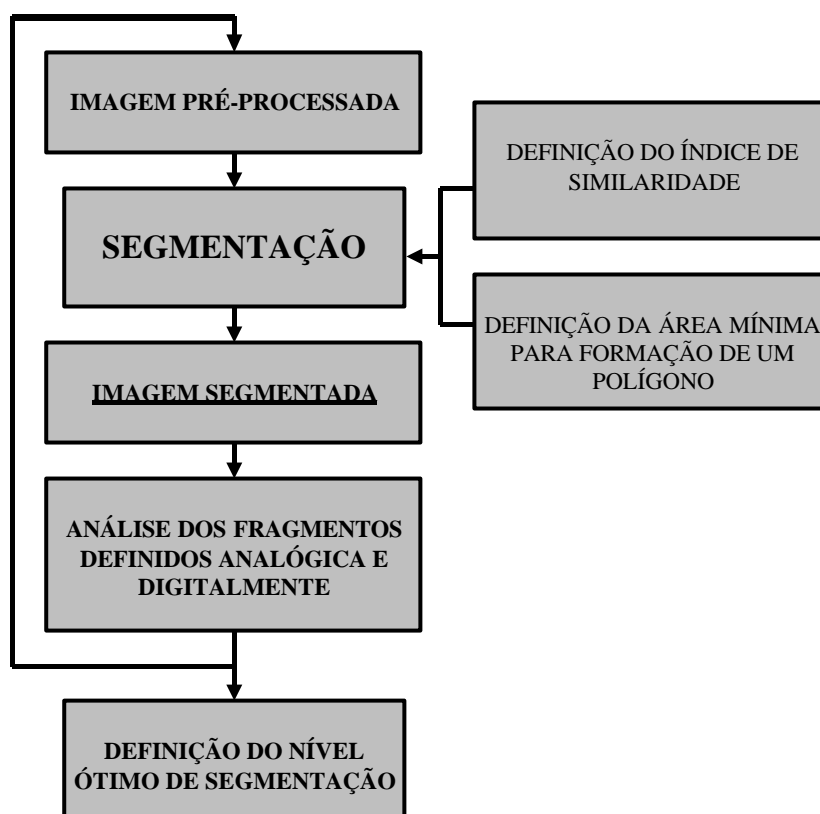 IMAGEM PRÉ-PROCESSADA
DEFINIÇÃO DO ÍNDICE DE
SIMILARIDADE
SEGMENTAÇÃO
DEFINIÇÃO DA ÁREA MÍNIMA
PARA FORMAÇÃO DE UM
POLÍGONO
IMAGEM SEGMENTADA
ANÁLISE DOS FRAGMENTOS
DEFINIDOS ANALÓGICA E
DIGITALMENTE
DEFINIÇÃO DO NÍVEL
ÓTIMO DE SEGMENTAÇÃO